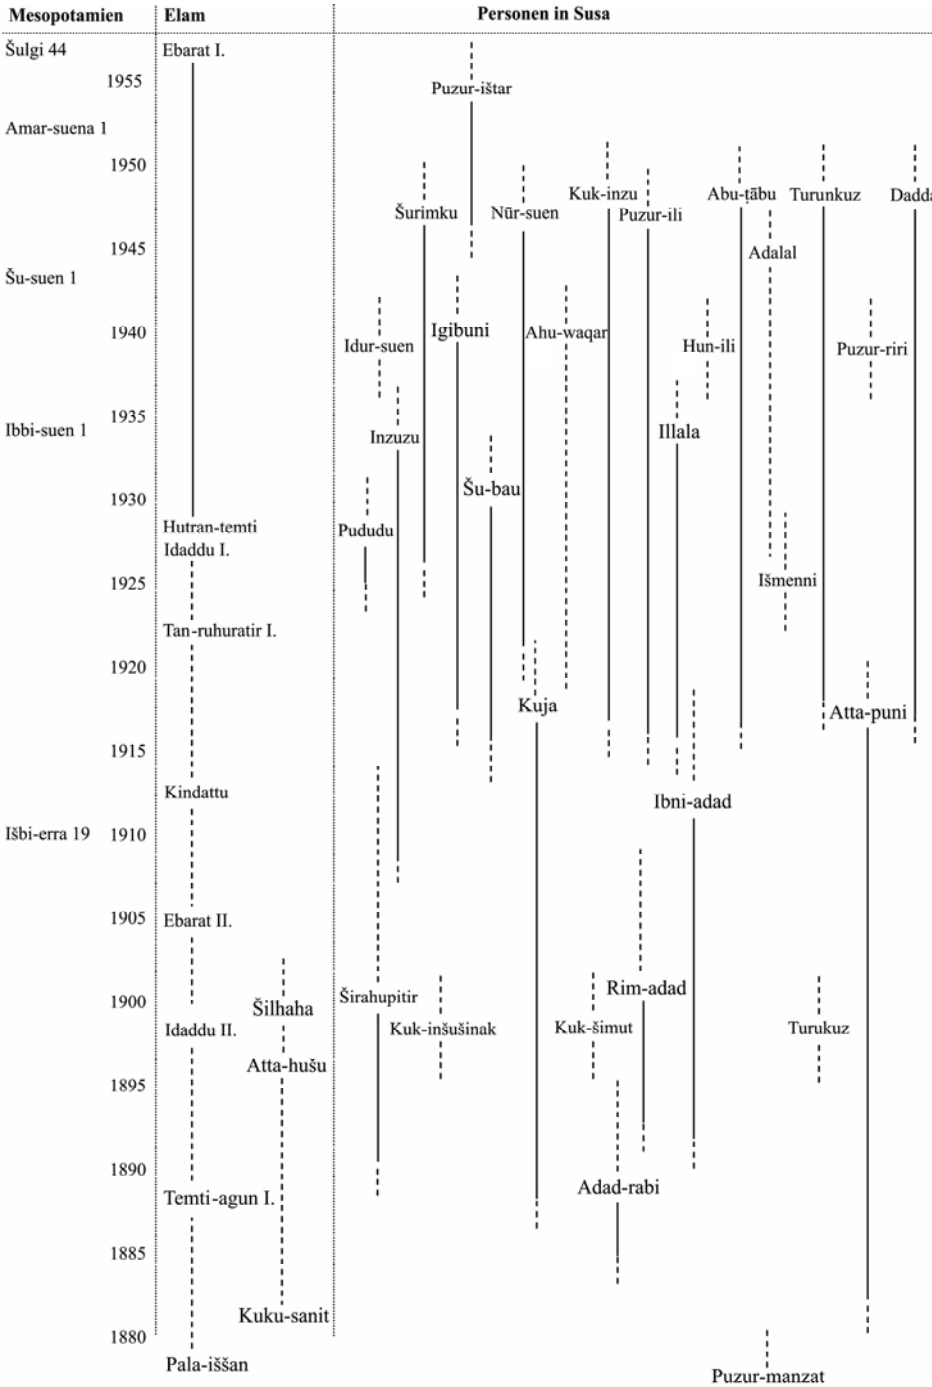 Mesopotamien Elam Personen in Susa
Šulgi 44 Ebarat I.
1955
Puzur-ištar
Amar-suena 1
1950
Kuk-inzu Abu-ṭābu Turunkuz Dadda
Šurimku Nūr-suen Puzur-ili
1945 Adalal
Šu-suen 1
1940 Igibuni Ahu-waqar
Idur-suen Hun-ili Puzur-riri
1935
Ibbi-suen 1 Inzuzu Illala
Šu-bau
1930
Hutran-temti Pududu
Idaddu I.
1925 Išmenni
Tan-ruhuratir I.
1920
Kuja Atta-puni
1915
Kindattu Ibni-adad
Išbi-erra 19 1910
1905 Ebarat II.
1900 Šilhaha Širahupitir Rim-adad
Idaddu II. Kuk-inšušinak Kuk-šimut Turukuz
Atta-hušu
1895
1890
Temti-agun I. Adad-rabi
1885
Kuku-sanit
1880
Pala-iššan
Puzur-manzat